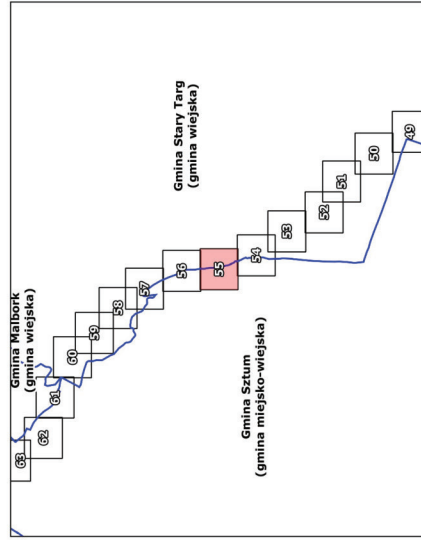 Gmina Malbork
(gmina wiejska)
Gmina Stary Targ
(gmina wiejska)
Gmina Sztum
(gmina miejsko-wiejska)
63
62
61
60
59
58
57
56
55
54
53
52
51
50
49